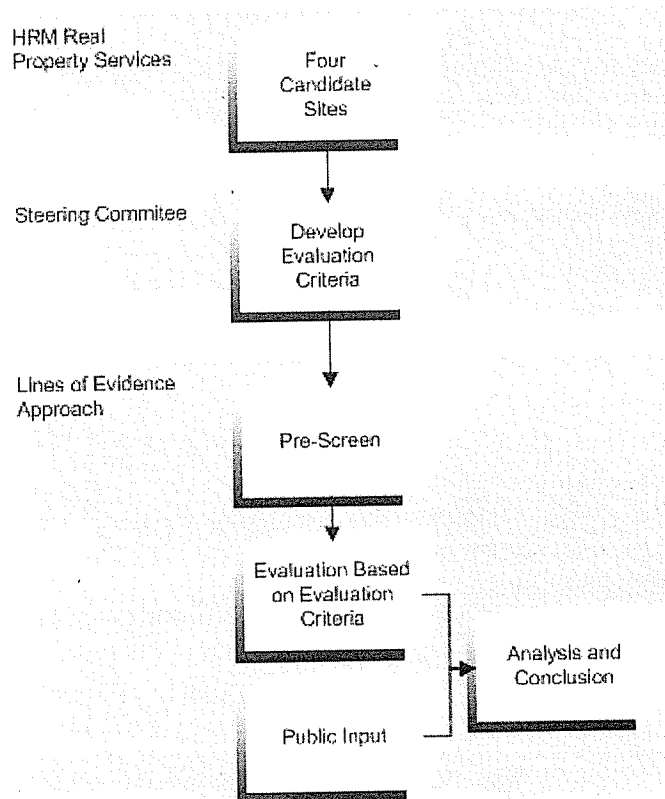 HRM Real
Property Services
Four
Candidate
Sites
Steering Commitee
Develop
Evaluation
Criteria
Lines of Evidence
Approach
Pre-Screen
Evaluation Based
on Evaluation
Criteria
Analysis and
Conclusion
Public Input